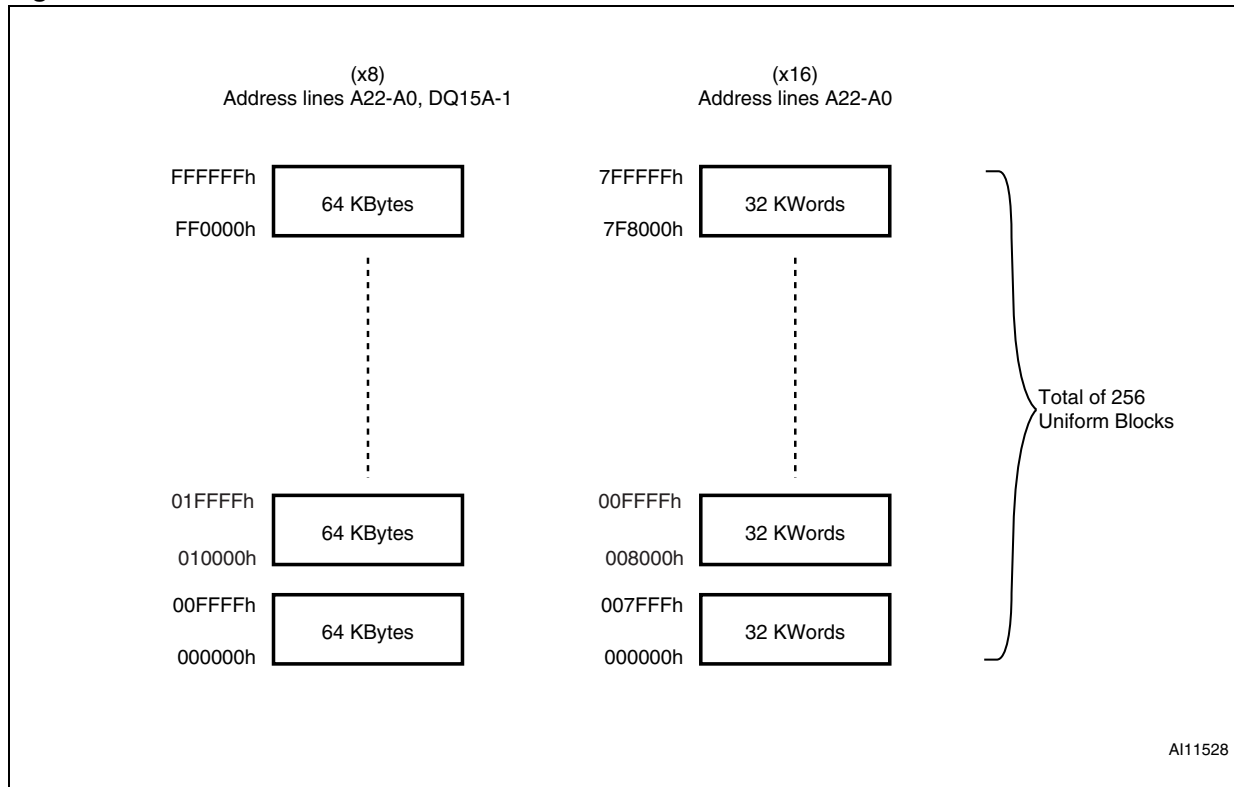 (x8)
Address lines A22-A0, DQ15A-1
(x16)
Address lines A22-A0
FFFFFFh
64 KBytes
FF0000h
7FFFFFh
32 KWords
7F8000h
Total of 256
Uniform Blocks
01FFFFh
64 KBytes
010000h
00FFFFh
32 KWords
008000h
00FFFFh
64 KBytes
000000h
007FFFh
32 KWords
000000h
AI11528